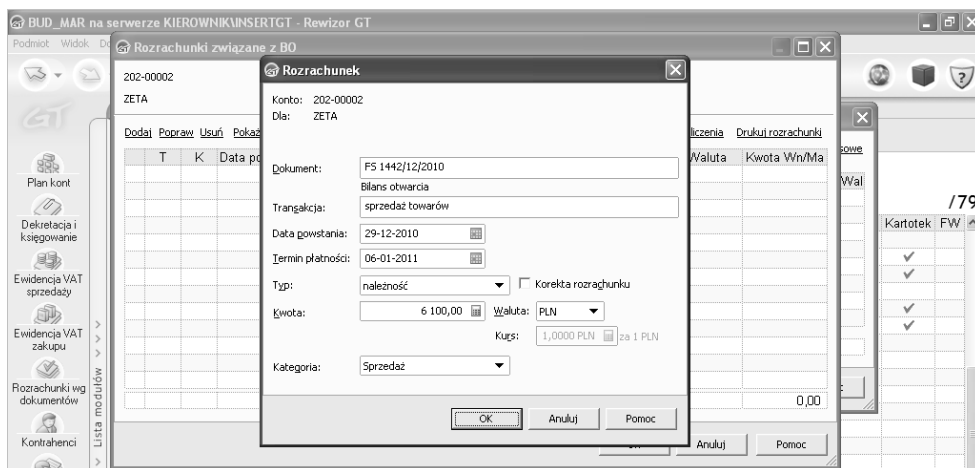 BUD_MAR na serwerze KIEROWNIK\INSERTGT - Rewizor GT
Podmiot Widok
Rozrachunki związane z BO
202-00002
ZETA
Dodaj Popraw Usuń Pokaż
liczenia Drukuj rozrachunki
T K Data po
Waluta Kwota Wn/Ma
0,00
Anuluj Pomoc
Rozrachunek
Konto: 202-00002
Dla: ZETA
Dokument: FS 1442/12/2010
Bilans otwarcia
Transakcja: sprzedaż towarów
Data powstania: 29-12-2010
Termin płatności: 06-01-2011
Typ: należność Korekta rozrachunku
Kwota: 6 100,00 Waluta: PLN
Kurs: 1,0000 PLN za 1 PLN
Kategoria: Sprzedaż
OK Anuluj Pomoc
GT
Plan kont
Dekretacja i
księgowanie
Ewidencja VAT
sprzedaży
Ewidencja VAT
zakupu
Rozrachunki wg
dokumentów
Kontrahenci
Lista modułów
sowe
Wal
/79
Kartotek FW